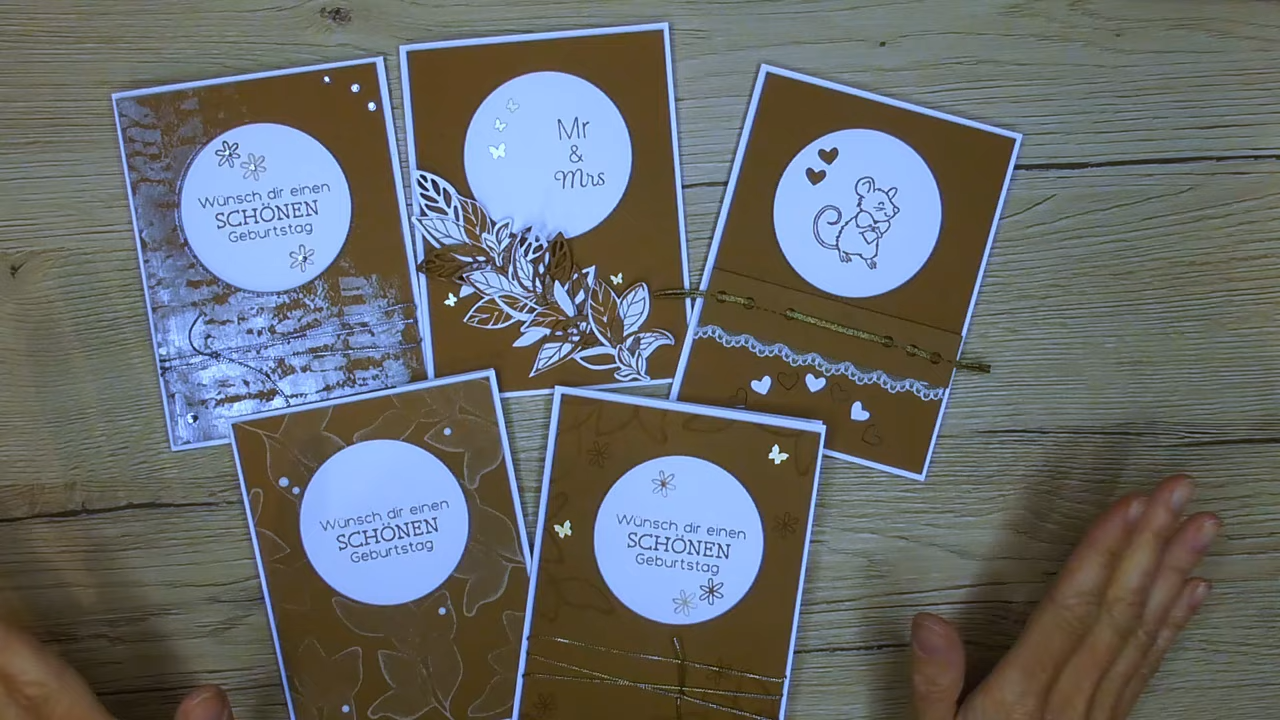 Wünsch dir einen
SCHÖNEN
Geburtstag
Mr
&
Mrs
Wünsch dir einen
SCHÖNEN
Geburtstag
Wünsch dir einen
SCHÖNEN
Geburtstag